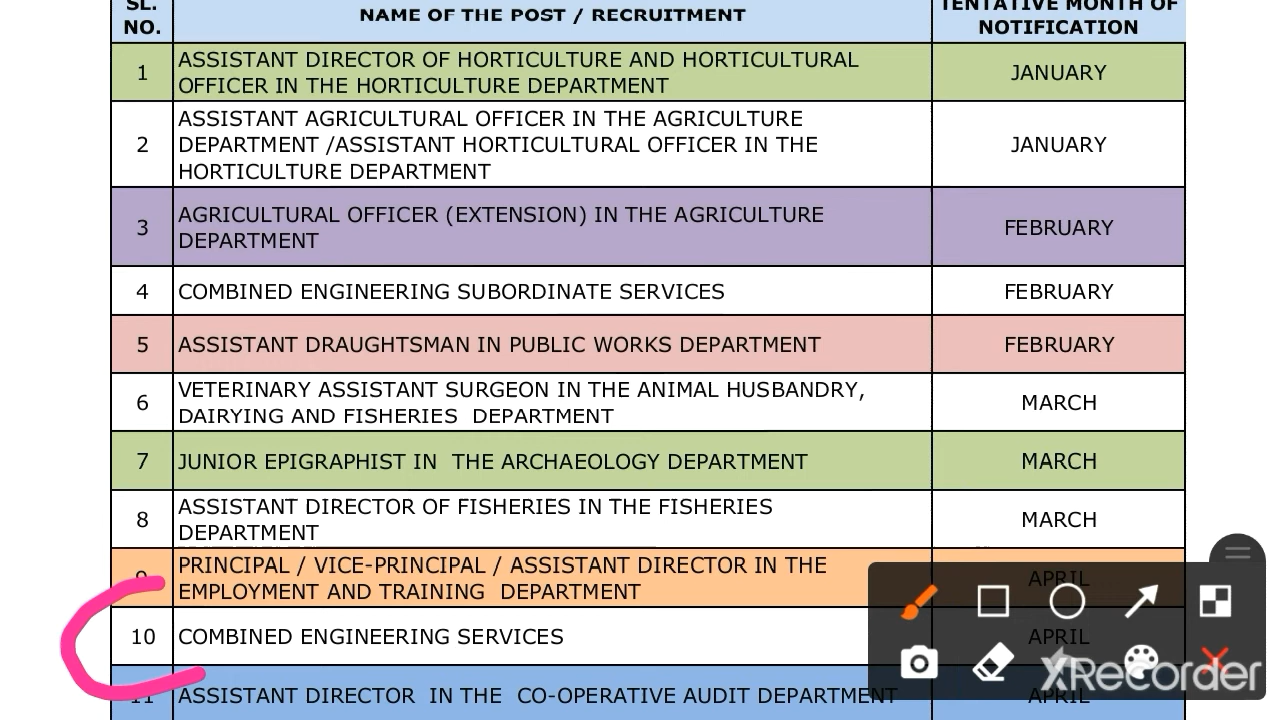 SL.
NO.
NAME OF THE POST / RECRUITMENT
TENTATIVE MONTH OF
NOTIFICATION
1
ASSISTANT DIRECTOR OF HORTICULTURE AND HORTICULTURAL
OFFICER IN THE HORTICULTURE DEPARTMENT
JANUARY
2
ASSISTANT AGRICULTURAL OFFICER IN THE AGRICULTURE
DEPARTMENT /ASSISTANT HORTICULTURAL OFFICER IN THE
HORTICULTURE DEPARTMENT
JANUARY
3
AGRICULTURAL OFFICER (EXTENSION) IN THE AGRICULTURE
DEPARTMENT
FEBRUARY
4
COMBINED ENGINEERING SUBORDINATE SERVICES
FEBRUARY
5
ASSISTANT DRAUGHTSMAN IN PUBLIC WORKS DEPARTMENT
FEBRUARY
6
VETERINARY ASSISTANT SURGEON IN THE ANIMAL HUSBANDRY,
DAIRYING AND FISHERIES DEPARTMENT
MARCH
7
JUNIOR EPIGRAPHIST IN THE ARCHAEOLOGY DEPARTMENT
MARCH
8
ASSISTANT DIRECTOR OF FISHERIES IN THE FISHERIES
DEPARTMENT
MARCH
9
PRINCIPAL / VICE-PRINCIPAL / ASSISTANT DIRECTOR IN THE
EMPLOYMENT AND TRAINING DEPARTMENT
APRIL
10
COMBINED ENGINEERING SERVICES
APRIL
11
ASSISTANT DIRECTOR IN THE CO-OPERATIVE AUDIT DEPARTMENT
APRIL
XRecorder